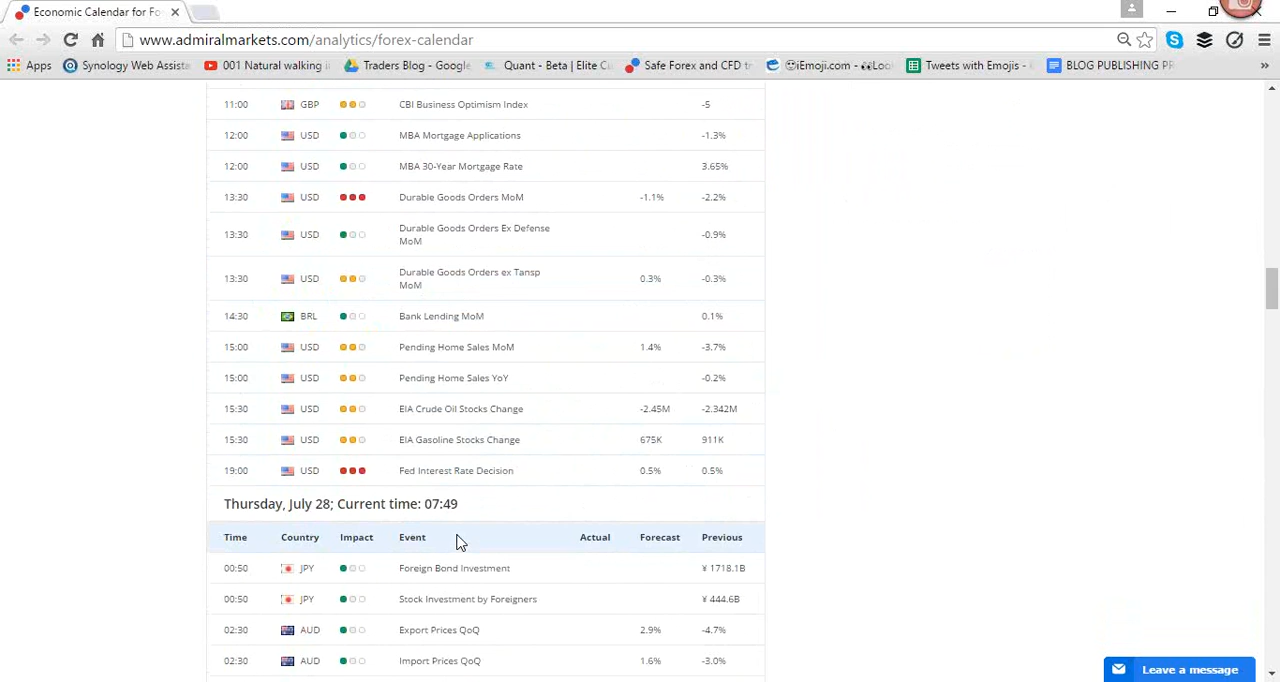 Economic Calendar for Fo
www.admiralmarkets.com/analytics/forex-calendar
Apps Synology Web Assista 001 Natural walking Traders Blog - Google Quant - Beta | Elite C Safe Forex and CFD tr iEmoji.com - Loo Tweets with Emojis - BLOG PUBLISHING PR »
11:00 GBP CBI Business Optimism Index -5
12:00 USD MBA Mortgage Applications -1.3%
12:00 USD MBA 30-Year Mortgage Rate 3.65%
13:30 USD Durable Goods Orders MoM -1.1% -2.2%
13:30 USD Durable Goods Orders Ex Defense MoM -0.9%
13:30 USD Durable Goods Orders ex Tansp MoM 0.3% -0.3%
14:30 BRL Bank Lending MoM 0.1%
15:00 USD Pending Home Sales MoM 1.4% -3.7%
15:00 USD Pending Home Sales YoY -0.2%
15:30 USD EIA Crude Oil Stocks Change -2.45M -2.342M
15:30 USD EIA Gasoline Stocks Change 675K 911K
19:00 USD Fed Interest Rate Decision 0.5% 0.5%
Thursday, July 28; Current time: 07:49
Time Country Impact Event Actual Forecast Previous
00:50 JPY Foreign Bond Investment ¥ 1718.1B
00:50 JPY Stock Investment by Foreigners ¥ 444.6B
02:30 AUD Export Prices QoQ 2.9% -4.7%
02:30 AUD Import Prices QoQ 1.6% -3.0%
Leave a message